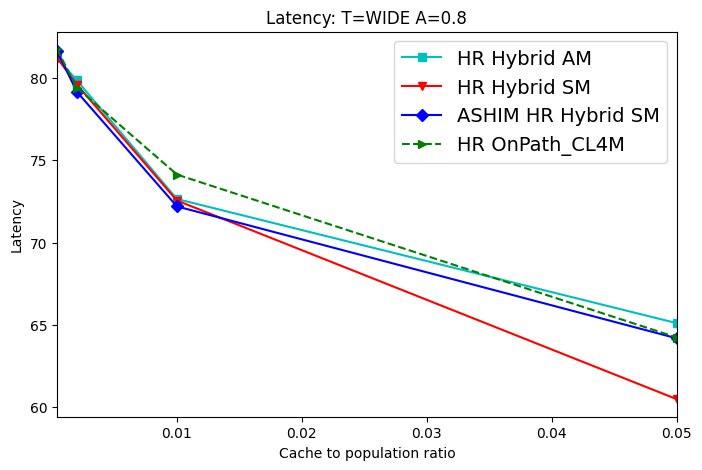 Latency: T=WIDE A=0.8
HR Hybrid AM
HR Hybrid SM
ASHIM HR Hybrid SM
HR OnPath_CL4M
Latency
80
75
70
65
60
0.01 0.02 0.03 0.04 0.05
Cache to population ratio